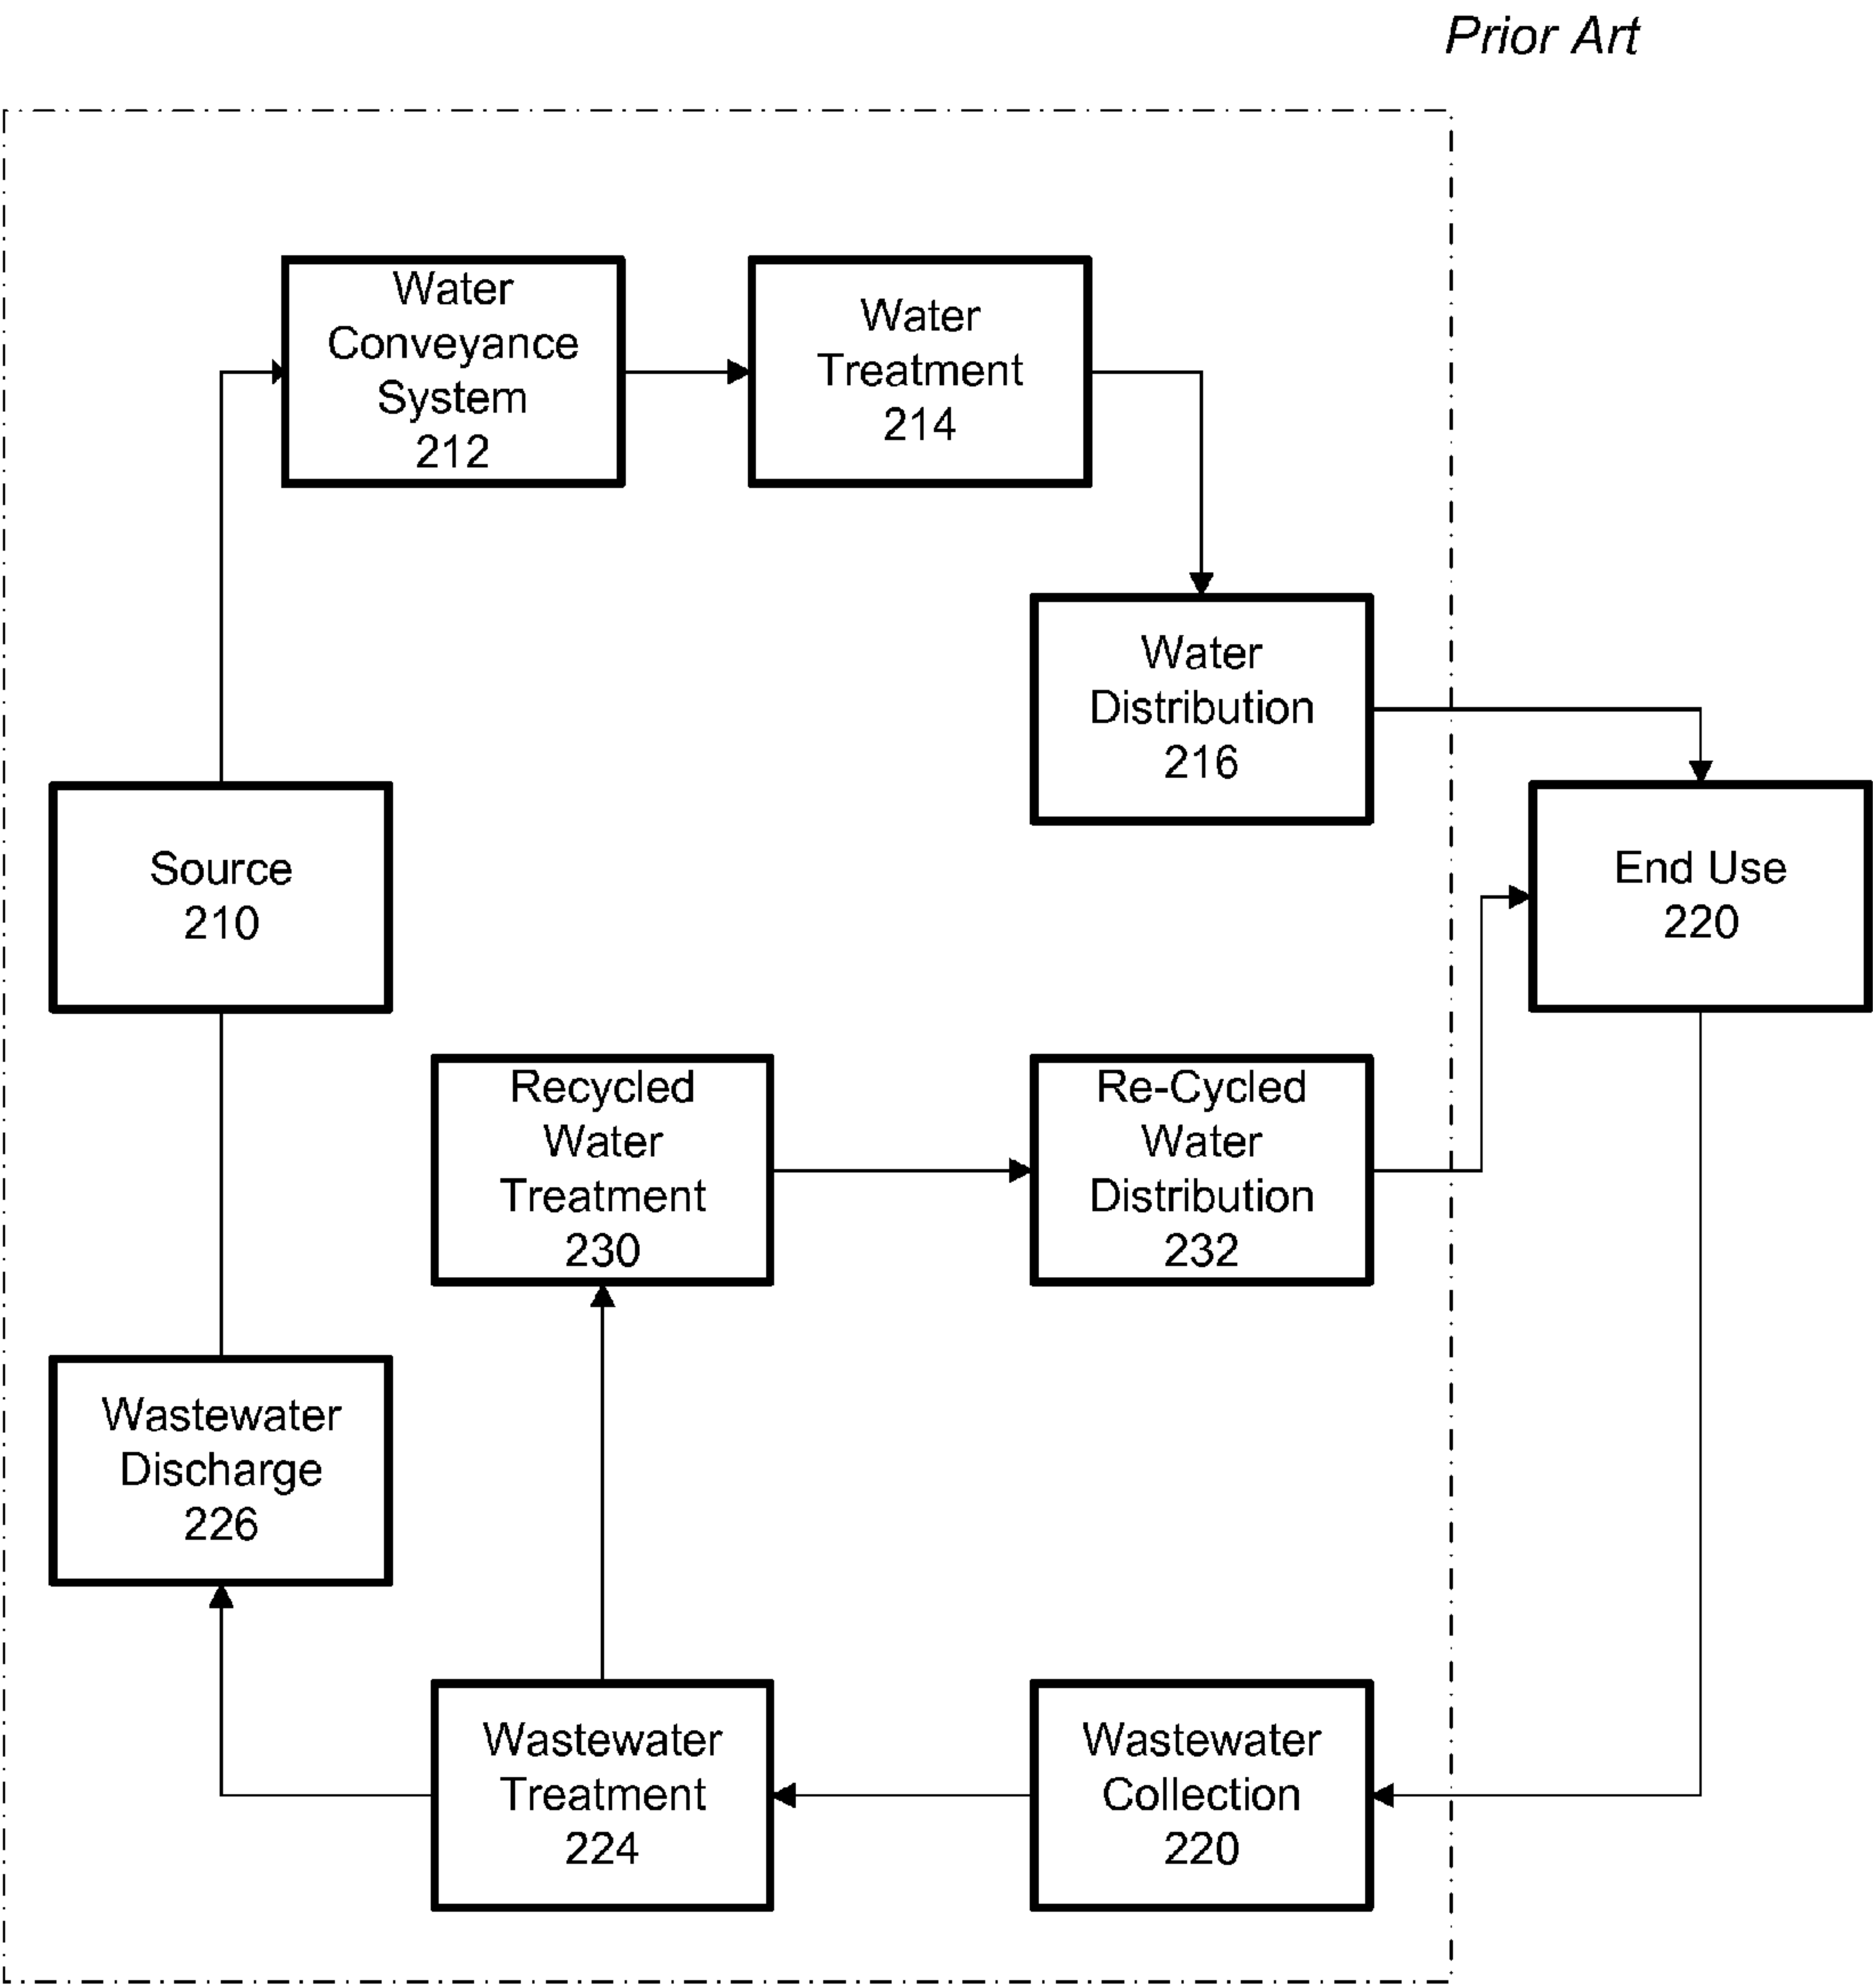 Prior Art
Water
Conveyance
System
212
Water
Treatment
214
Water
Distribution
216
Source
210
End Use
220
Recycled
Water
Treatment
230
Re-Cycled
Water
Distribution
232
Wastewater
Discharge
226
Wastewater
Treatment
224
Wastewater
Collection
220